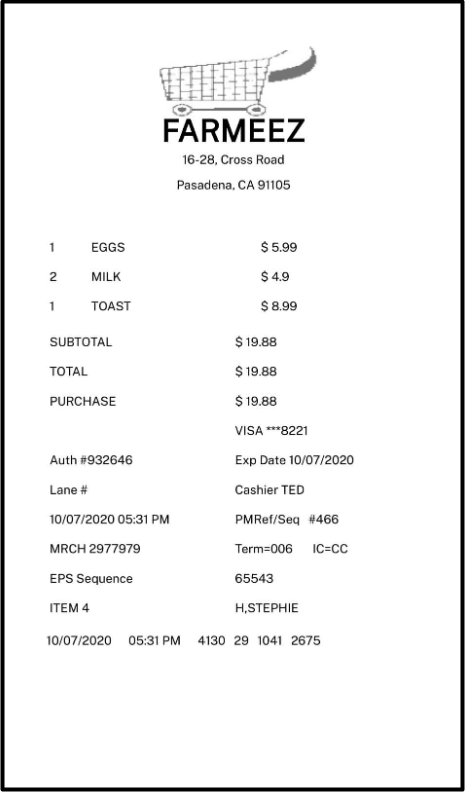 FARMEEZ
16-28, Cross Road
Pasadena, CA 91105
1 EGGS $ 5.99
2 MILK $ 4.9
1 TOAST $ 8.99
SUBTOTAL $ 19.88
TOTAL $ 19.88
PURCHASE $ 19.88
VISA ***8221
Auth #932646 Exp Date 10/07/2020
Lane # Cashier TED
10/07/2020 05:31 PM PMRef/Seq #466
MRCH 2977979 Term=006 IC=CC
EPS Sequence 65543
ITEM 4 H,STEPHIE
10/07/2020 05:31 PM 4130 29 1041 2675